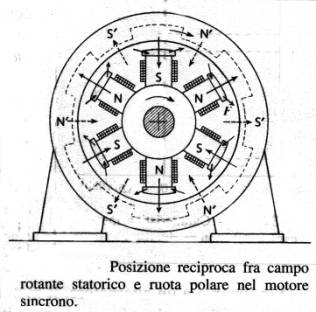 S' N'
S
N N
F
N' S'
S S
N
S' N'
Posizione reciproca fra campo
rotante statorico e ruota polare nel motore
sincrono.